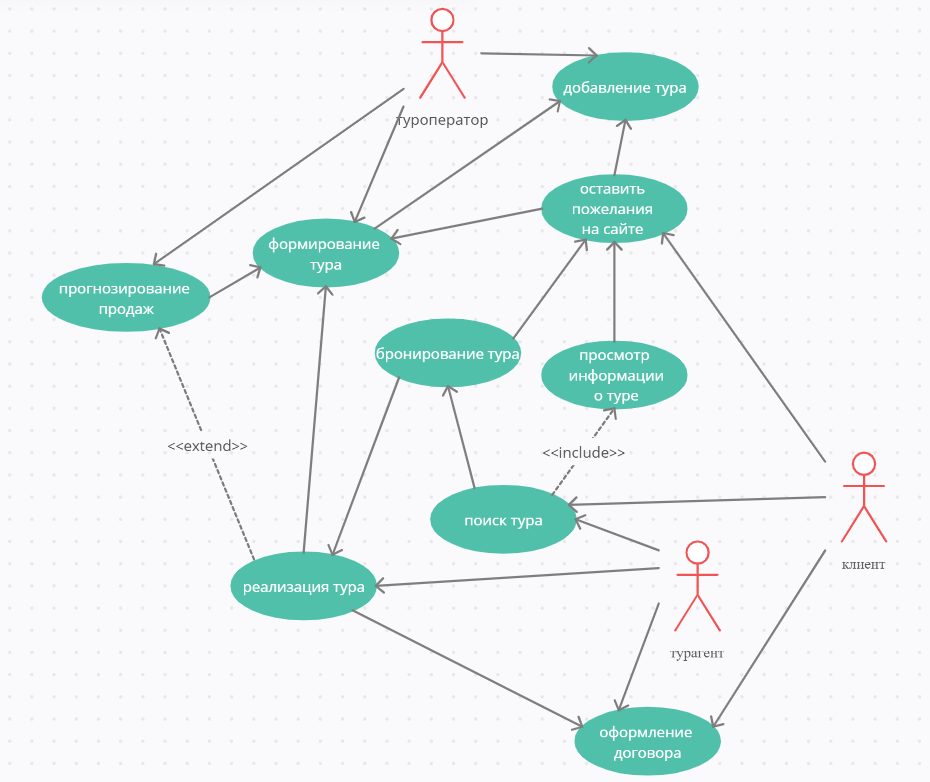 туроператор
добавление тура
оставить
пожелания
на сайте
формирование
тура
прогнозирование
продаж
бронирование тура
просмотр
информации
о туре
<<extend>>
<<include>>
поиск тура
клиент
реализация тура
турагент
оформление
договора